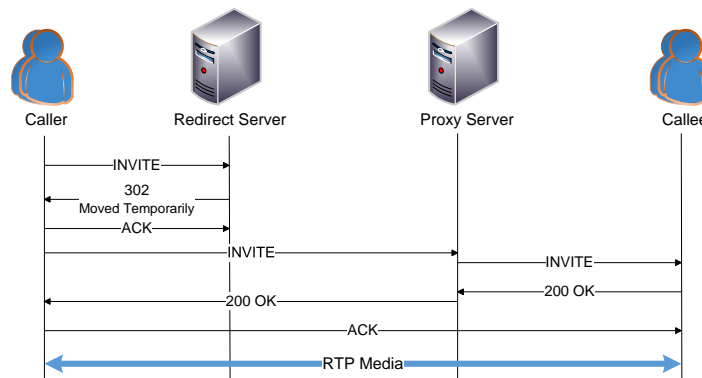 Caller
Redirect Server
Proxy Server
Callee
INVITE
302
Moved Temporarily
ACK
INVITE
INVITE
200 OK
200 OK
ACK
RTP Media